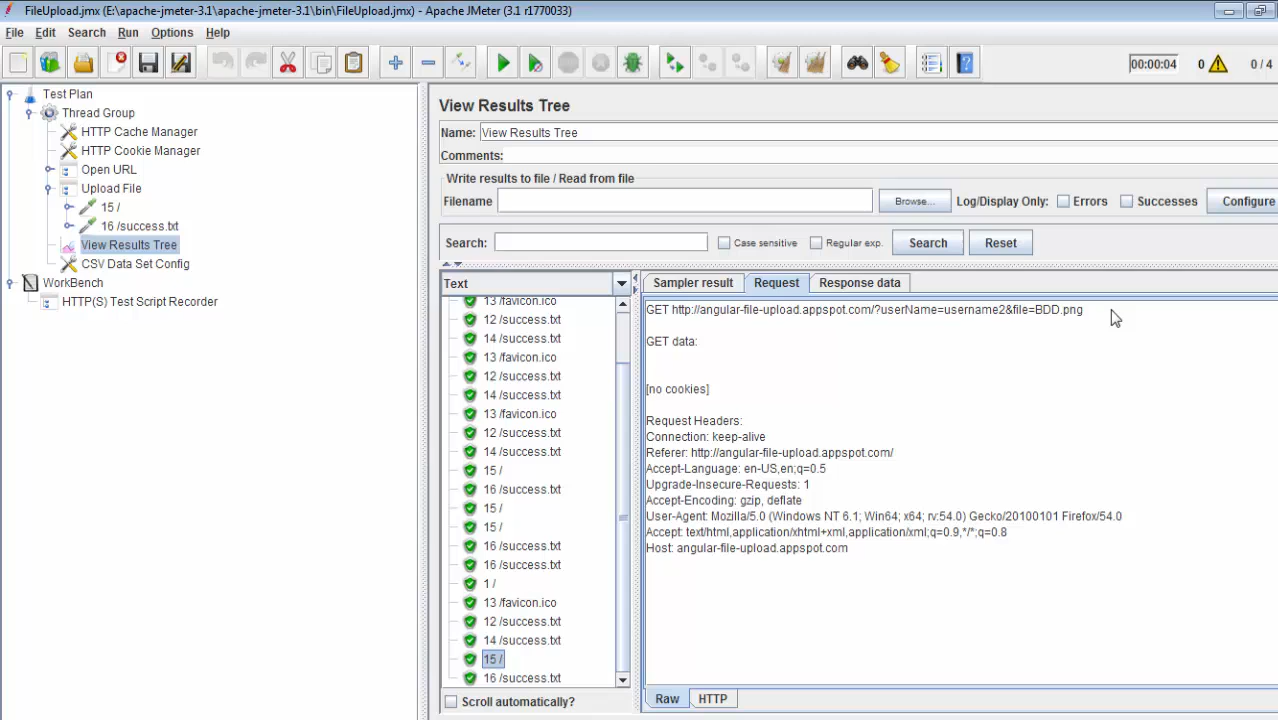 FileUpload.jmx (E:\apache-jmeter-3.1\apache-jmeter-3.1\bin\FileUpload.jmx) - Apache JMeter (3.1 r1770033)
File Edit Search Run Options Help
00:00:04 0 0 / 4
Test Plan
Thread Group
HTTP Cache Manager
HTTP Cookie Manager
Open URL
Upload File
15 /
16 /success.txt
View Results Tree
CSV Data Set Config
WorkBench
HTTP(S) Test Script Recorder
View Results Tree
Name: View Results Tree
Comments:
Write results to file / Read from file
Filename Browse... Log/Display Only: Errors Successes Configure
Search: Case sensitive Regular exp. Search Reset
Text
13 /favicon.ico
12 /success.txt
14 /success.txt
13 /favicon.ico
12 /success.txt
14 /success.txt
13 /favicon.ico
12 /success.txt
14 /success.txt
15 /
16 /success.txt
15 /
15 /
16 /success.txt
16 /success.txt
1 /
13 /favicon.ico
12 /success.txt
14 /success.txt
15 /
16 /success.txt
Scroll automatically?
Sampler result Request Response data
GET http://angular-file-upload.appspot.com/?userName=username2&file=BDD.png
GET data:
[no cookies]
Request Headers:
Connection: keep-alive
Referer: http://angular-file-upload.appspot.com/
Accept-Language: en-US,en;q=0.5
Upgrade-Insecure-Requests: 1
Accept-Encoding: gzip, deflate
User-Agent: Mozilla/5.0 (Windows NT 6.1; Win64; x64; rv:54.0) Gecko/20100101 Firefox/54.0
Accept: text/html,application/xhtml+xml,application/xml;q=0.9,*/*;q=0.8
Host: angular-file-upload.appspot.com
Raw HTTP